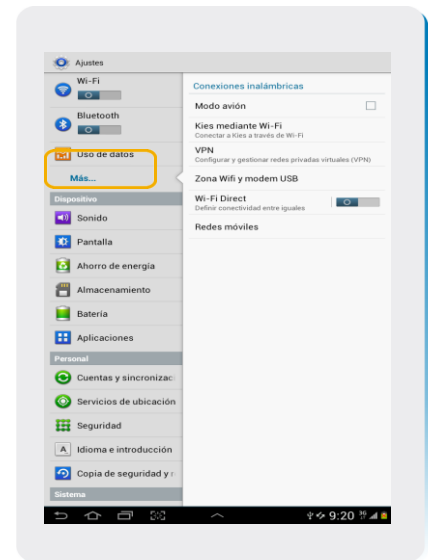 Ajustes
Wi-Fi
Bluetooth
Uso de datos
Más...
Dispositivo
Sonido
Pantalla
Ahorro de energía
Almacenamiento
Batería
Aplicaciones
Personal
Cuentas y sincronizac
Servicios de ubicación
Seguridad
Idioma e introducción
Copia de seguridad y r
Sistema
Conexiones inalámbricas
Modo avión
Kies mediante Wi-Fi
Conectar a Kies a través de Wi-Fi
VPN
Configurar y gestionar redes privadas virtuales (VPN)
Zona Wifi y modem USB
Wi-Fi Direct
Definir conectividad entre iguales
Redes móviles
9:20